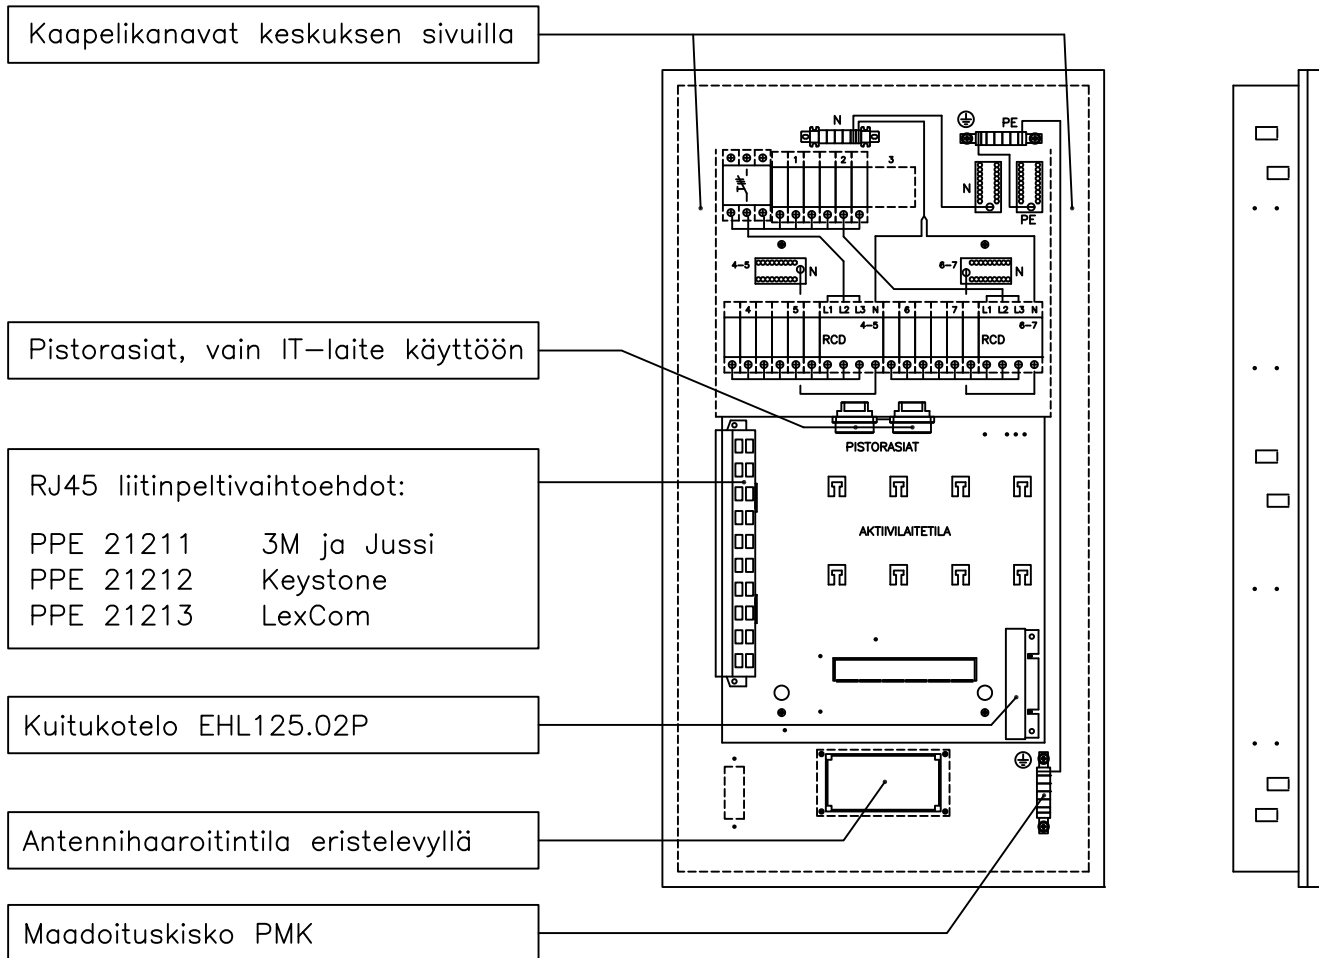 Kaapelikanavat keskuksen sivuilla
Pistorasiat, vain IT-laite käyttöön
RJ45 liitinpeltivaihtoehdot:
PPE 21211 3M ja Jussi
PPE 21212 Keystone
PPE 21213 LexCom
Kuitukotelo EHL125.02P
Antennihaaroitintila eristelevyllä
Maadoituskisko PMK
N PE
1 2 3
N
PE
4-5 N 6-7 N
4 5 L1 L2 L3 N 6 7 L1 L2 L3 N
4-5 6-7
RCD RCD
PISTORASIAT
AKTIIVILAITETILA